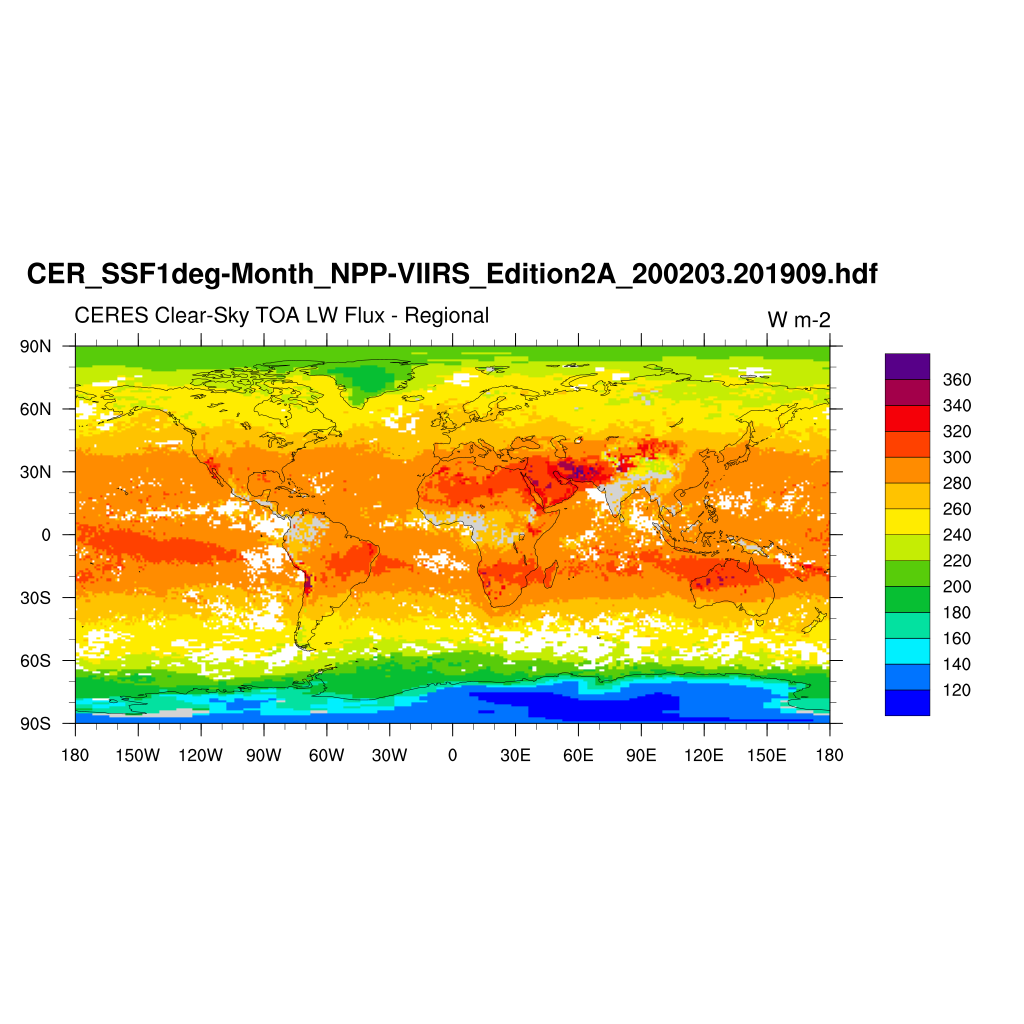 CER_SSF1deg-Month_NPP-VIIRS_Edition2A_200203.201909.hdf
CERES Clear-Sky TOA LW Flux - Regional
W m-2
90N
60N
30N
0
30S
60S
90S
180 150W 120W 90W 60W 30W 0 30E 60E 90E 120E 150E 180
360
340
320
300
280
260
240
220
200
180
160
140
120